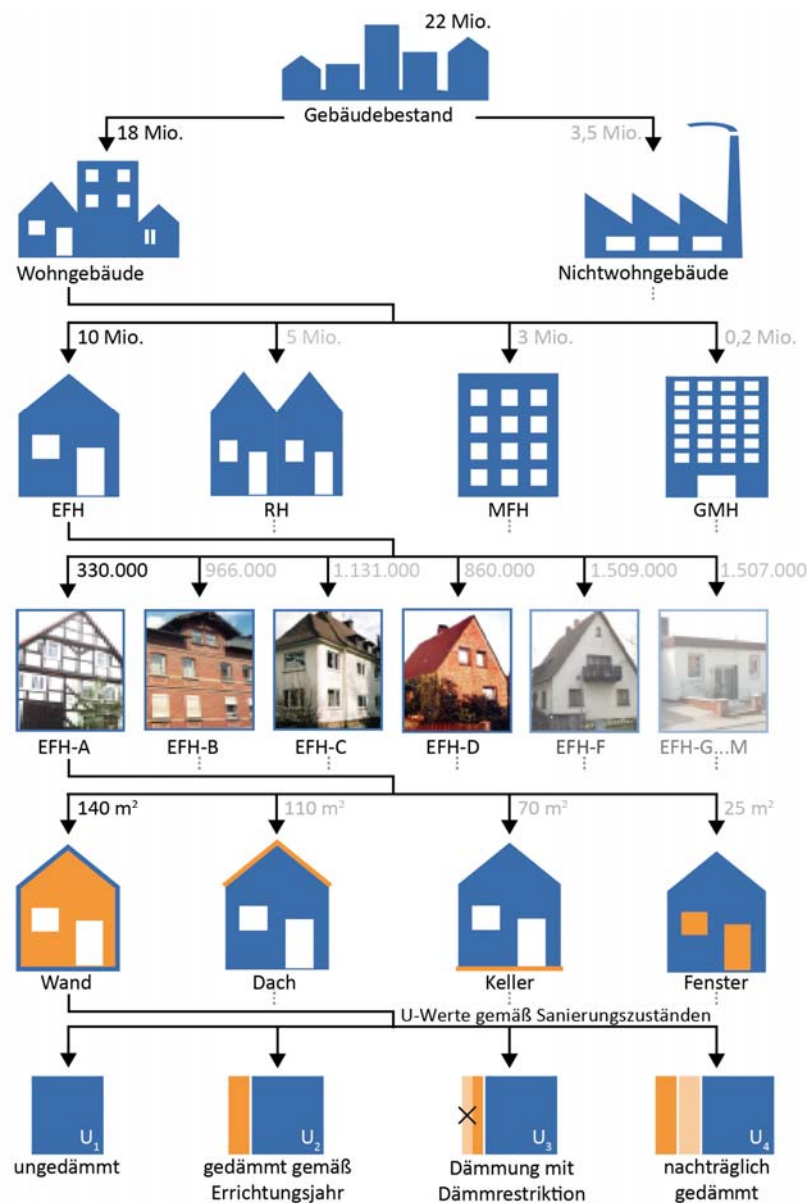 22 Mio.
Gebäudebestand
18 Mio.
3,5 Mio.
Wohngebäude
Nichtwohngebäude
10 Mio.
5 Mio.
3 Mio.
0,2 Mio.
EFH
RH
MFH
GMH
330.000
966.000
1.131.000
860.000
1.509.000
1.507.000
EFH-A
EFH-B
EFH-C
EFH-D
EFH-F
EFH-G...M
140 m²
110 m²
70 m²
25 m²
Wand
Dach
Keller
Fenster
U-Werte gemäß Sanierungszuständen
U₁
U₂
U₃
U₄
ungedämmt
gedämmt gemäß
Errichtungsjahr
Dämmung mit
Dämmrestriktion
nachträglich
gedämmt